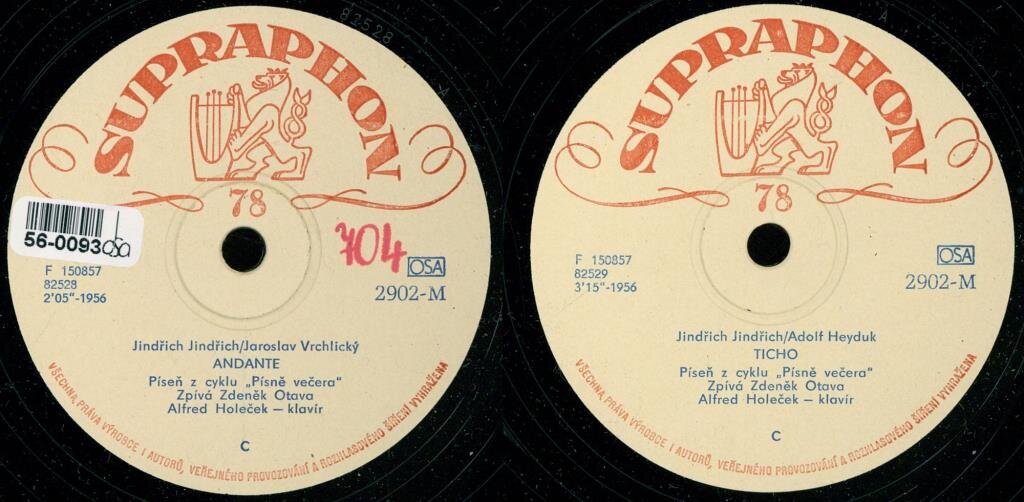 82528
SUPRAPHON
78
56-0093
704
F 150857
82528
2'05"-1956
OSA
2902-M
Jindřich Jindřich/Jaroslav Vrchlický
ANDANTE
Píseň z cyklu „Písně večera“
Zpívá Zdeněk Otava
Alfred Holeček — klavír
C
VŠECHNA PRÁVA VÝROBCE I AUTORŮ, VEŘEJNÉHO PROVOZOVÁNÍ A ROZHLASOVÉHO ŠÍŘENÍ VYHRAŽENA
A
SUPRAPHON
78
F 150857
82529
3'15"-1956
OSA
2902-M
Jindřich Jindřich/Adolf Heyduk
TICHO
Píseň z cyklu „Písně večera“
Zpívá Zdeněk Otava
Alfred Holeček — klavír
C
VŠECHNA PRÁVA VÝROBCE I AUTORŮ, VEŘEJNÉHO PROVOZOVÁNÍ A ROZHLASOVÉHO ŠÍŘENÍ VYHRAŽENA